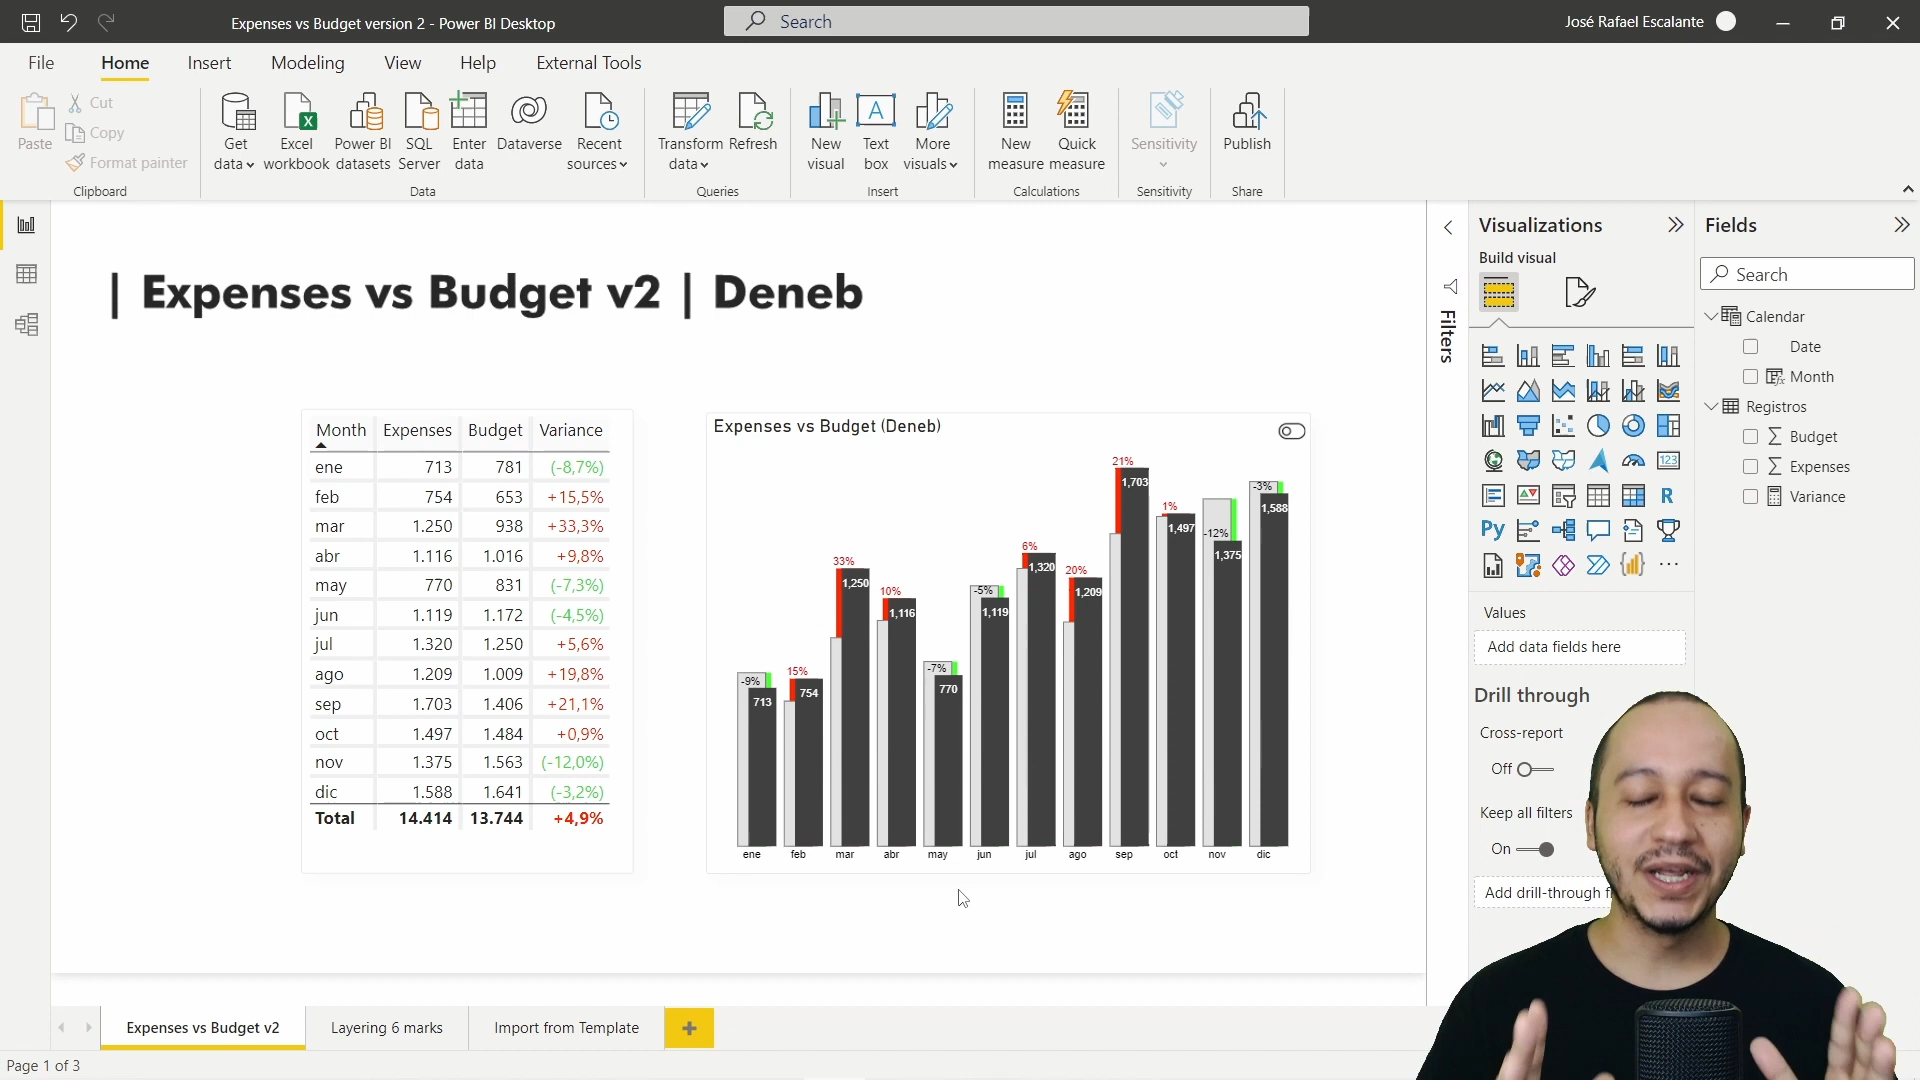 Expenses vs Budget version 2 - Power BI Desktop
Search
José Rafael Escalante
File Home Insert Modeling View Help External Tools
Paste
Cut
Copy
Format painter
Clipboard
Get data
Excel workbook
Power BI datasets
SQL Server
Enter data
Dataverse
Recent sources
Data
Transform data
Refresh
Queries
New visual
Text box
More visuals
Insert
New measure
Quick measure
Calculations
Sensitivity
Sensitivity
Publish
Share
| Expenses vs Budget v2 | Deneb
Month Expenses Budget Variance
ene 713 781 (-8,7%)
feb 754 653 +15,5%
mar 1.250 938 +33,3%
abr 1.116 1.016 +9,8%
may 770 831 (-7,3%)
jun 1.119 1.172 (-4,5%)
jul 1.320 1.250 +5,6%
ago 1.209 1.009 +19,8%
sep 1.703 1.406 +21,1%
oct 1.497 1.484 +0,9%
nov 1.375 1.563 (-12,0%)
dic 1.588 1.641 (-3,2%)
Total 14.414 13.744 +4,9%
Expenses vs Budget (Deneb)
-9% 15% 33% 10% -7% -5% 6% 20% 21% 1% -12% -3%
713 754 1,250 1,116 770 1,119 1,320 1,209 1,703 1,497 1,375 1,588
ene feb mar abr may jun jul ago sep oct nov dic
Filters
Visualizations
Build visual
123
R
Py
Values
Add data fields here
Drill through
Cross-report
Off
Keep all filters
On
Add drill-through f
Fields
Search
Calendar
Date
Month
Registros
Budget
Expenses
Variance
Expenses vs Budget v2
Layering 6 marks
Import from Template
Page 1 of 3